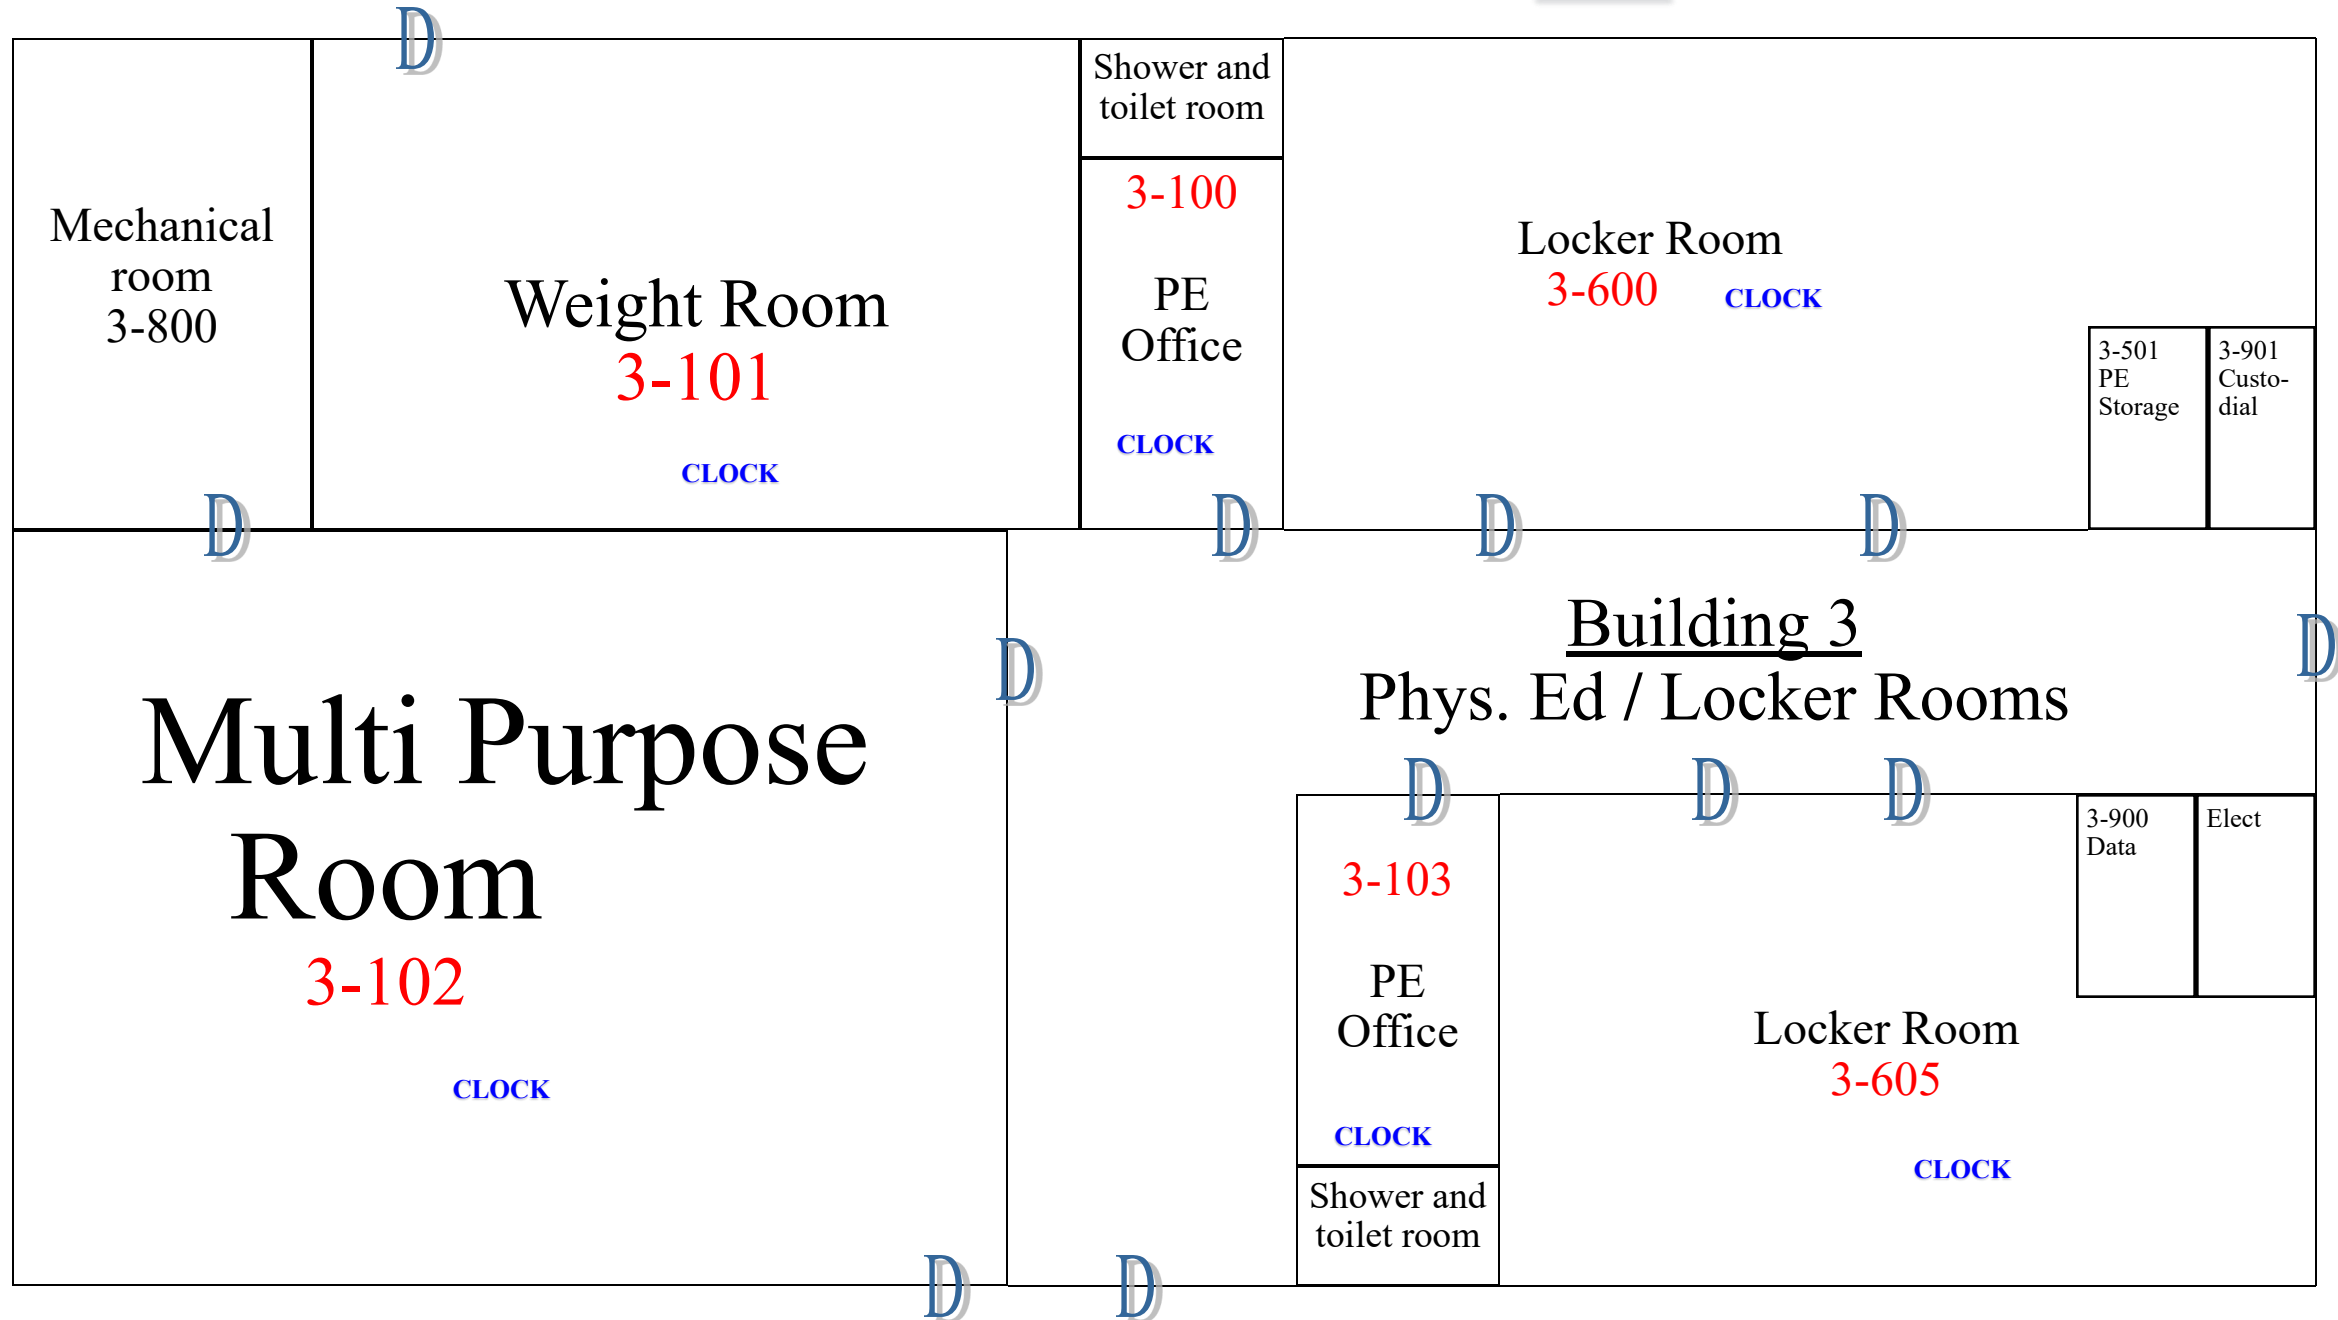 D
Mechanical
room
3-800
Weight Room
3-101
CLOCK
Shower and
toilet room
3-100
PE
Office
CLOCK
Locker Room
3-600 CLOCK
3-501
PE
Storage
3-901
Custo-
dial
D
D
D
D
Multi Purpose
Room
3-102
CLOCK
D
Building 3
Phys. Ed / Locker Rooms
D
D
D
D
3-103
PE
Office
CLOCK
Shower and
toilet room
3-900
Data
Elect
Locker Room
3-605
CLOCK
D
D